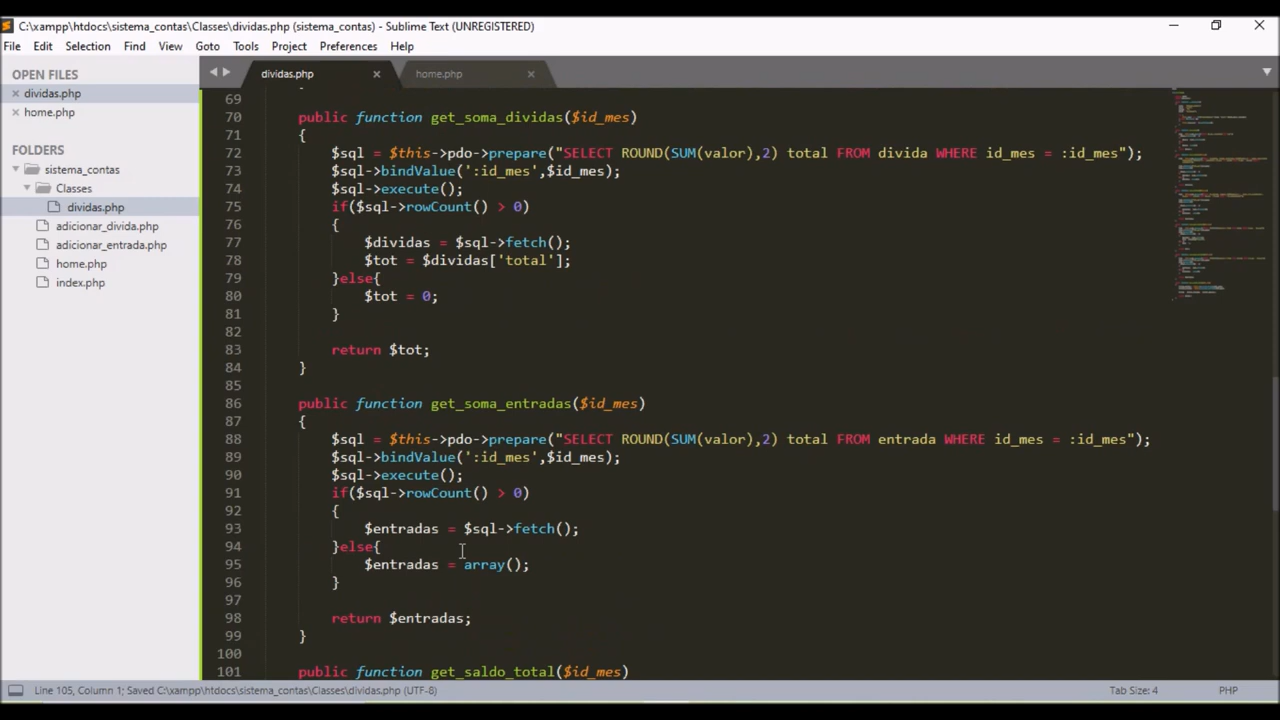 C:\xampp\htdocs\sistema_contas\Classes\dividas.php (sistema_contas) - Sublime Text (UNREGISTERED)
File Edit Selection Find View Goto Tools Project Preferences Help
OPEN FILES
dividas.php
home.php
FOLDERS
sistema_contas
Classes
dividas.php
adicionar_divida.php
adicionar_entrada.php
home.php
index.php
dividas.php home.php
69
70 public function get_soma_dividas($id_mes)
71 {
72 $sql = $this->pdo->prepare("SELECT ROUND(SUM(valor),2) total FROM divida WHERE id_mes = :id_mes");
73 $sql->bindValue(':id_mes',$id_mes);
74 $sql->execute();
75 if($sql->rowCount() > 0)
76 {
77 $dividas = $sql->fetch();
78 $tot = $dividas['total'];
79 }else{
80 $tot = 0;
81 }
82
83 return $tot;
84 }
85
86 public function get_soma_entradas($id_mes)
87 {
88 $sql = $this->pdo->prepare("SELECT ROUND(SUM(valor),2) total FROM entrada WHERE id_mes = :id_mes");
89 $sql->bindValue(':id_mes',$id_mes);
90 $sql->execute();
91 if($sql->rowCount() > 0)
92 {
93 $entradas = $sql->fetch();
94 }else{
95 $entradas = array();
96 }
97
98 return $entradas;
99 }
100
101 public function get_saldo_total($id_mes)
Line 105, Column 1; Saved C:\xampp\htdocs\sistema_contas\Classes\dividas.php (UTF-8) Tab Size: 4 PHP